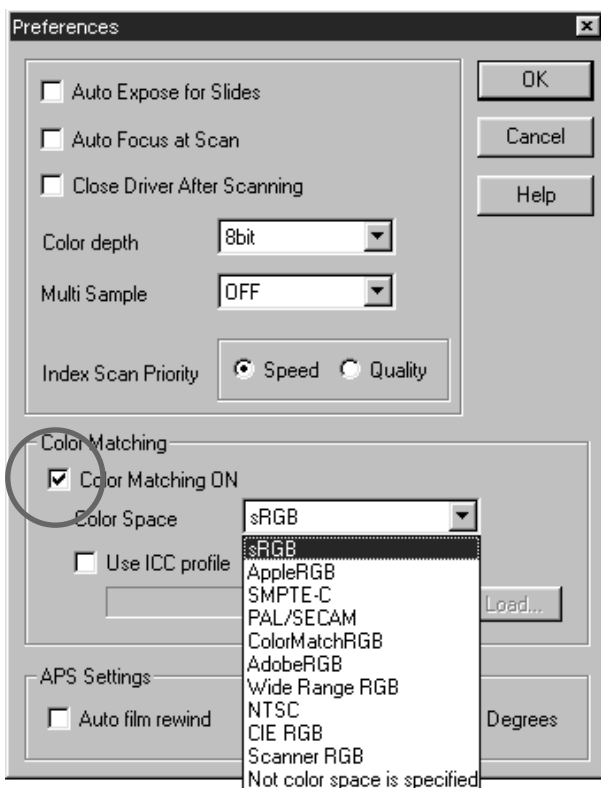 Preferences
Auto Expose for Slides
OK
Auto Focus at Scan
Cancel
Close Driver After Scanning
Help
Color depth 8bit
Multi Sample OFF
Index Scan Priority Speed Quality
Color Matching
Color Matching ON
Color Space sRGB
sRGB
Use ICC profile
AppleRGB
SMPTE-C
Load...
PAL/SECAM
ColorMatchRGB
AdobeRGB
APS Settings
Wide Range RGB
NTSC
Auto film rewind
Degrees
CIE RGB
Scanner RGB
Not color space is specified